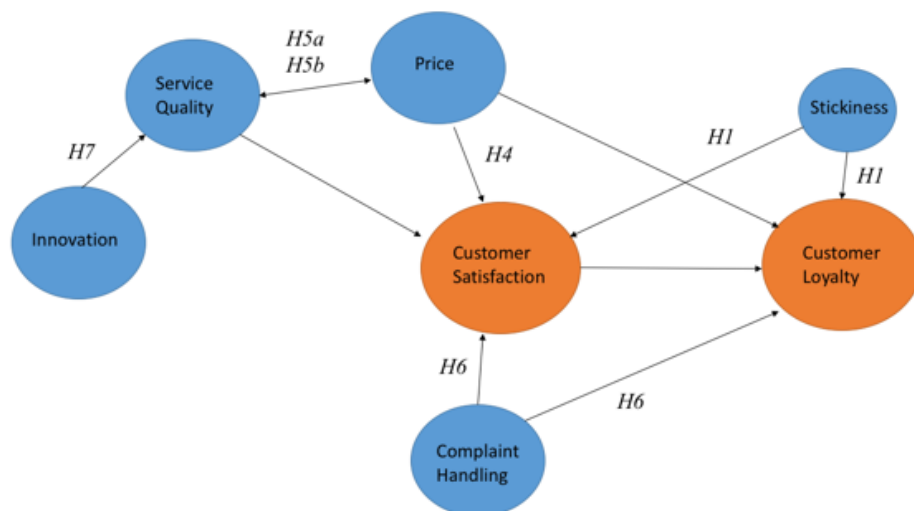 H5a
H5b
Price
Service
Quality
Stickiness
H1
H7
H4
H1
Innovation
Customer
Satisfaction
Customer
Loyalty
H6
H6
Complaint
Handling